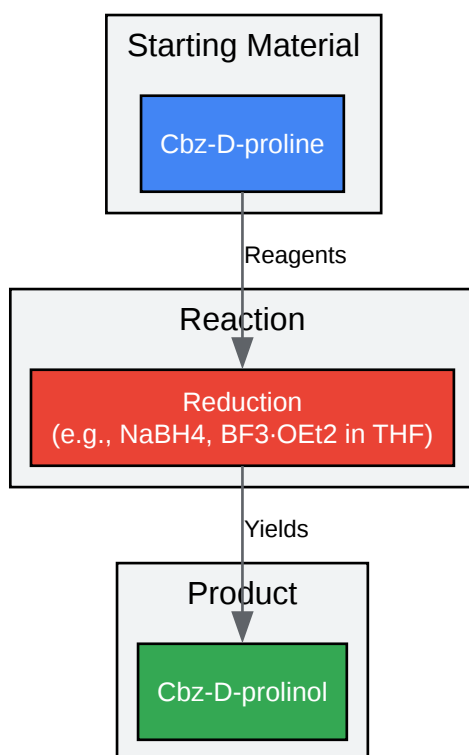 Starting Material
Cbz-D-proline
Reagents
Reaction
Reduction
(e.g., NaBH4, BF3·OEt2 in THF)
Yields
Product
Cbz-D-prolinol